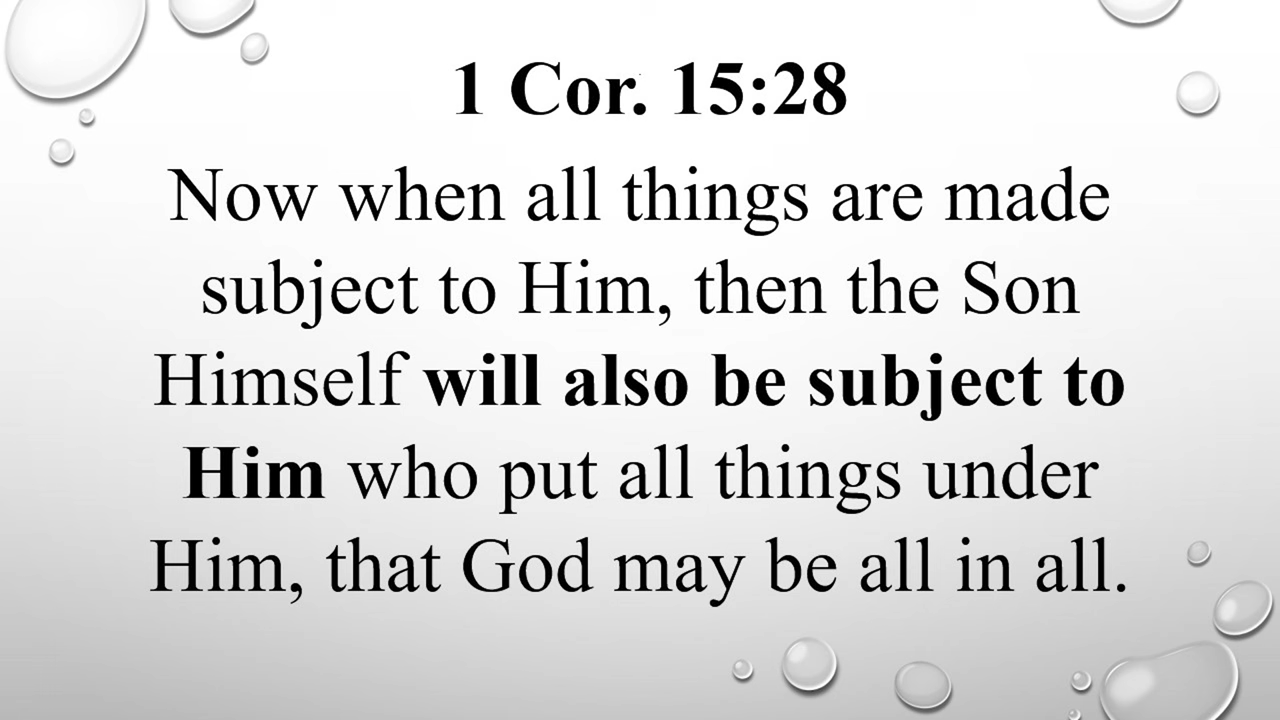 1 Cor. 15:28
Now when all things are made
subject to Him, then the Son
Himself will also be subject to
Him who put all things under
Him, that God may be all in all.